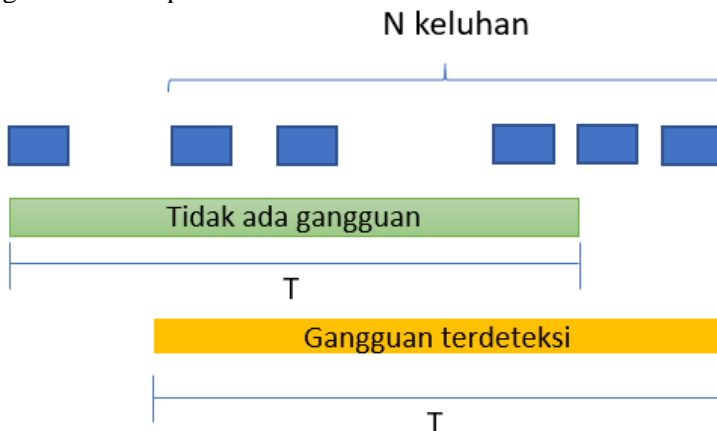 N keluhan
Tidak ada gangguan
T
Gangguan terdeteksi
T